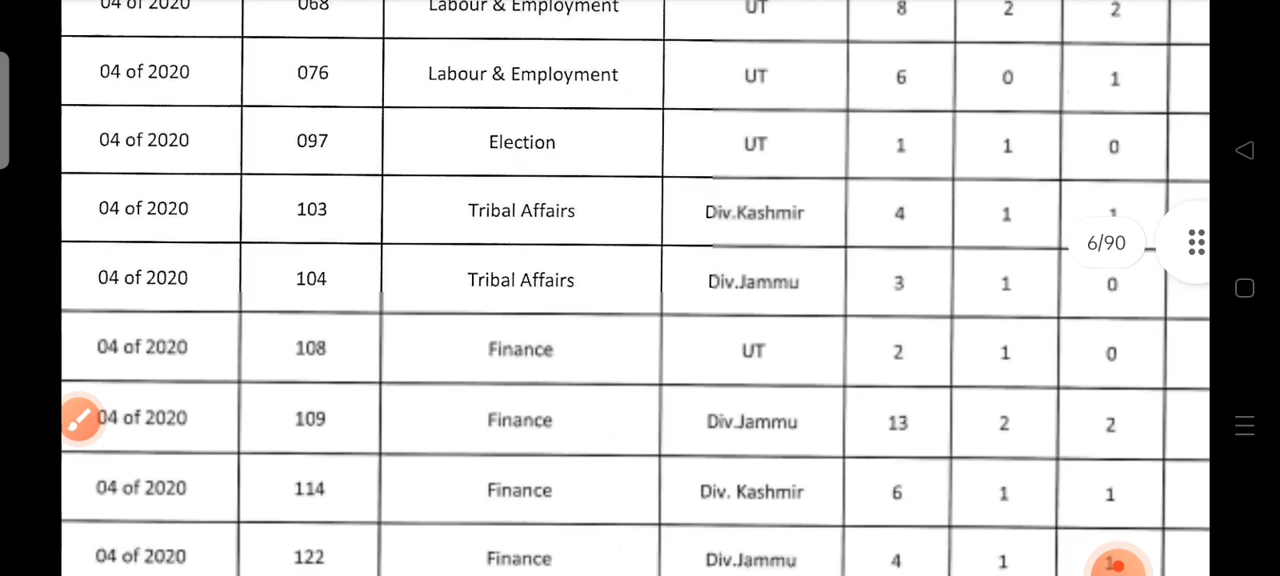 04 of 2020 068 Labour & Employment UT 8 2 2
04 of 2020 076 Labour & Employment UT 6 0 1
04 of 2020 097 Election UT 1 1 0
04 of 2020 103 Tribal Affairs Div.Kashmir 4 1 1
6/90
04 of 2020 104 Tribal Affairs Div.Jammu 3 1 0
04 of 2020 108 Finance UT 2 1 0
04 of 2020 109 Finance Div.Jammu 13 2 2
04 of 2020 114 Finance Div. Kashmir 6 1 1
04 of 2020 122 Finance Div.Jammu 4 1 1